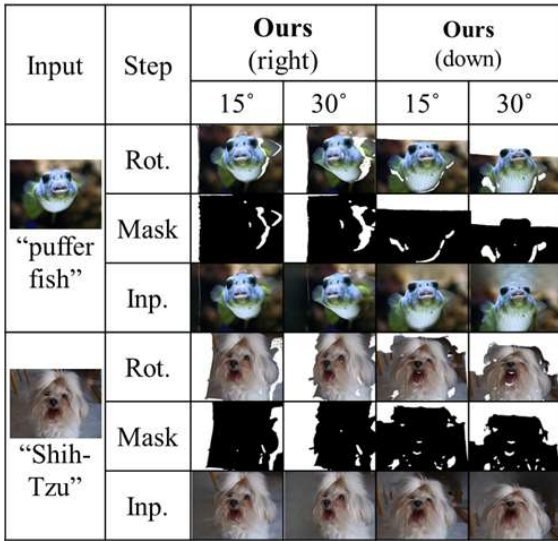 Input Step Ours (right) Ours (down)
15˚ 30˚ 15˚ 30˚
"puffer fish"
Rot.
Mask
Inp.
"Shih-Tzu"
Rot.
Mask
Inp.